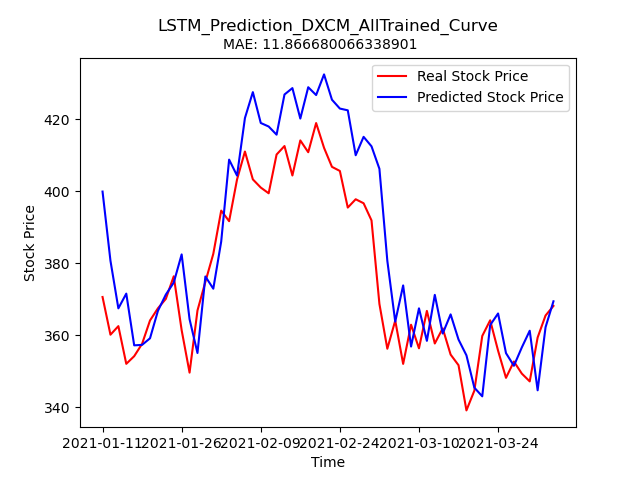 LSTM_Prediction_DXCM_AllTrained_Curve
MAE: 11.866680066338901
Real Stock Price
Predicted Stock Price
Stock Price
420
400
380
360
340
2021-01-11
2021-01-26
2021-02-09
2021-02-24
2021-03-10
2021-03-24
Time